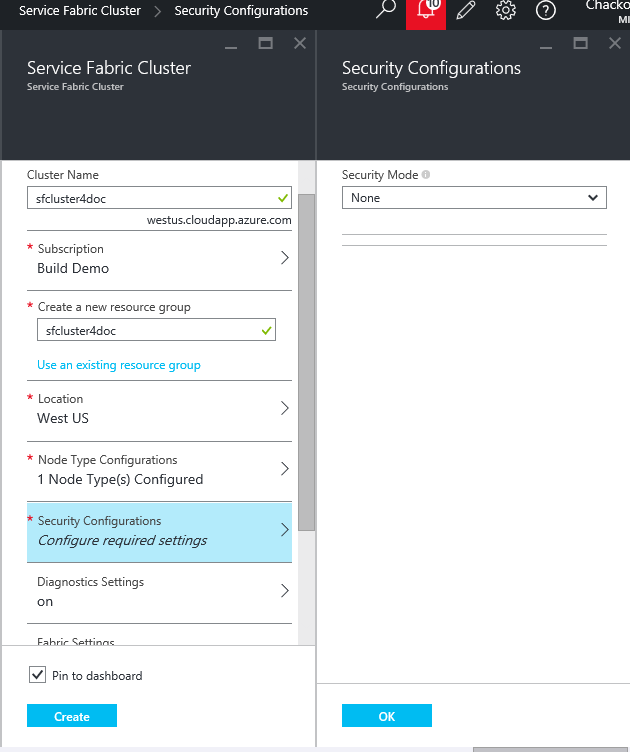 Service Fabric Cluster > Security Configurations
10
Chacko
MI
Service Fabric Cluster
Service Fabric Cluster
Cluster Name
sfcluster4doc
westus.cloudapp.azure.com
* Subscription
Build Demo
* Create a new resource group
sfcluster4doc
Use an existing resource group
* Location
West US
* Node Type Configurations
1 Node Type(s) Configured
* Security Configurations
Configure required settings
Diagnostics Settings
on
Fabric Settings
Pin to dashboard
Create
Security Configurations
Security Configurations
Security Mode
None
OK